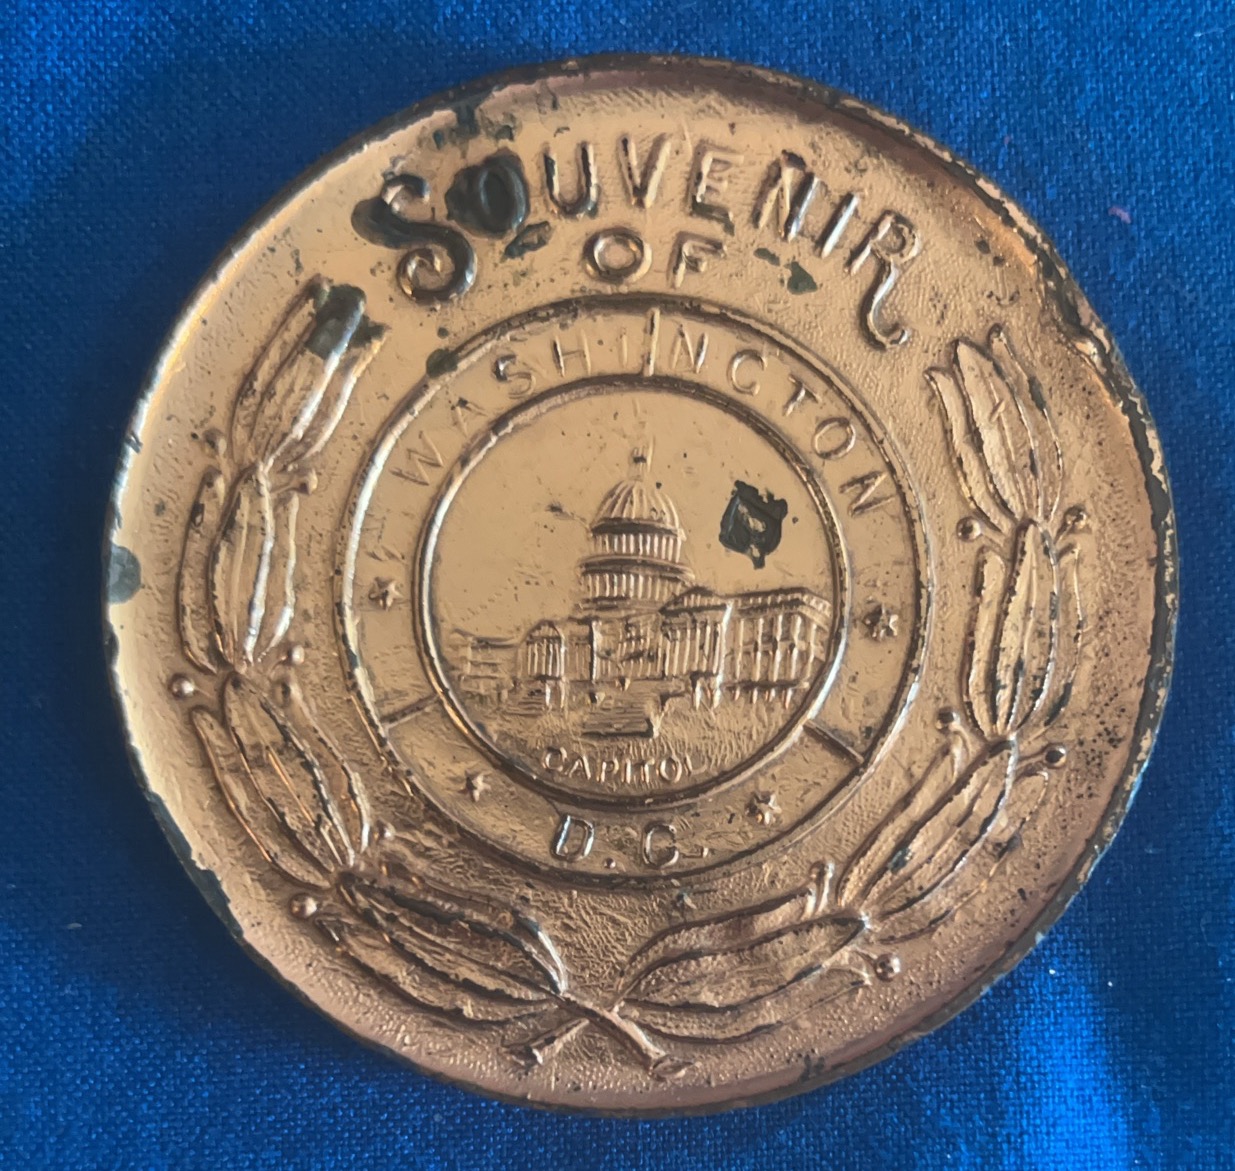 SOUVENIR
OF
WASHINGTON
CAPITOL
D.C.